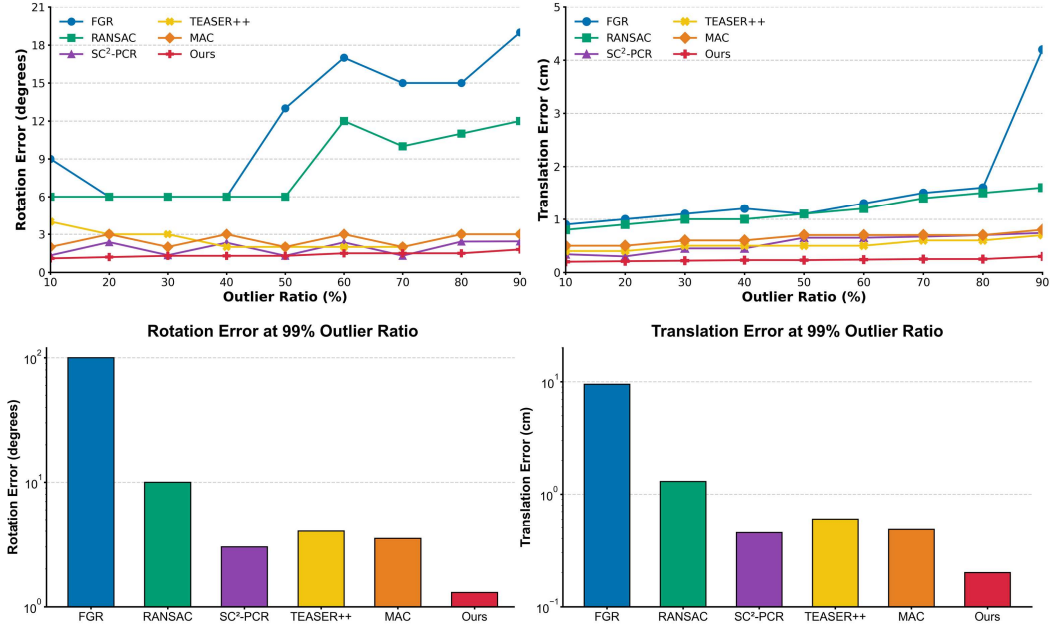 21
18
15
12
9
6
3
0
Rotation Error (degrees)
FGR
RANSAC
SC²-PCR
TEASER++
MAC
Ours
10 20 30 40 50 60 70 80 90
Outlier Ratio (%)
5
4
3
2
1
0
Translation Error (cm)
FGR
RANSAC
SC²-PCR
TEASER++
MAC
Ours
10 20 30 40 50 60 70 80 90
Outlier Ratio (%)
Rotation Error at 99% Outlier Ratio
10²
10¹
10⁰
Rotation Error (degrees)
FGR RANSAC SC²-PCR TEASER++ MAC Ours
Translation Error at 99% Outlier Ratio
10¹
10⁰
10⁻¹
Translation Error (cm)
FGR RANSAC SC²-PCR TEASER++ MAC Ours